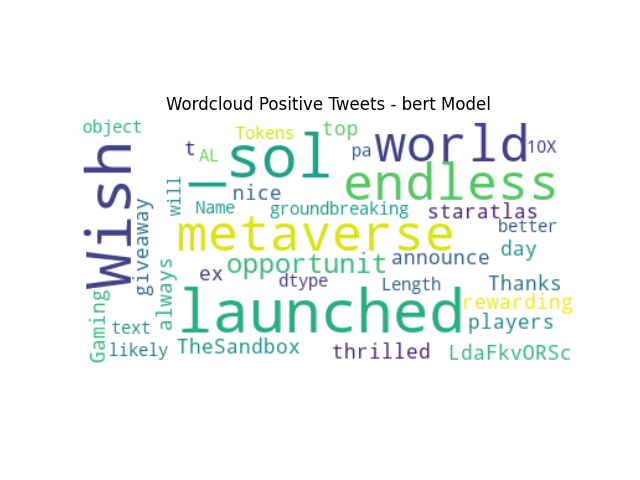 Wordcloud Positive Tweets - bert Model
object
Wish
_sol
Tokens
top
t
AL
pa
world
10X
endless
nice
will
giveaway
Name
groundbreaking
staratlas
metaverse
better
day
always
opportunit
announce
ex
dtype
Length
Thanks
rewarding
Gaming
launched
players
text
likely
TheSandbox
thrilled
LdaFkvORSc